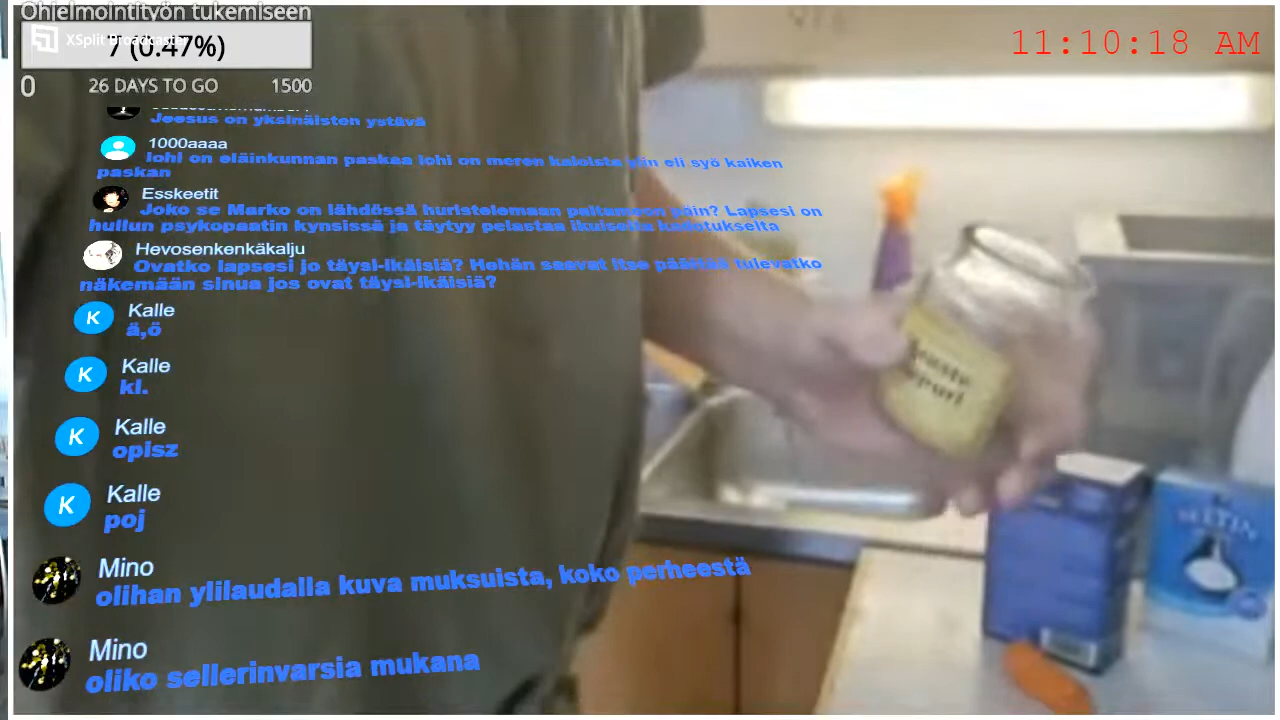 Ohjelmointityön tukemiseen
XSplit Broadcaster
7 (0.47%)
0 26 DAYS TO GO 1500
11:10:18 AM
Jeesus on yksinäisten ystävä
1000aaaa
lohi on eläinkunnan paskaa lohi on meren kaloista ylin eli syö kaiken
paskan
Esskeetit
Joko se Marko on lähdössä huristelemaan paltamoon päin? Lapsesi on
hullun psykopaatin kynsissä ja täytyy pelastaa ikuiselta kadotukselta
Hevosenkenkäkalju
Ovatko lapsesi jo täysi-ikäisiä? Hehän saavat itse päättää tulevatko
näkemään sinua jos ovat täysi-ikäisiä?
K Kalle
ä,ö
K Kalle
kl.
K Kalle
opisz
K Kalle
poj
Mino
olihan ylilaudalla kuva muksuista, koko perheestä
Mino
oliko sellerinvarsia mukana